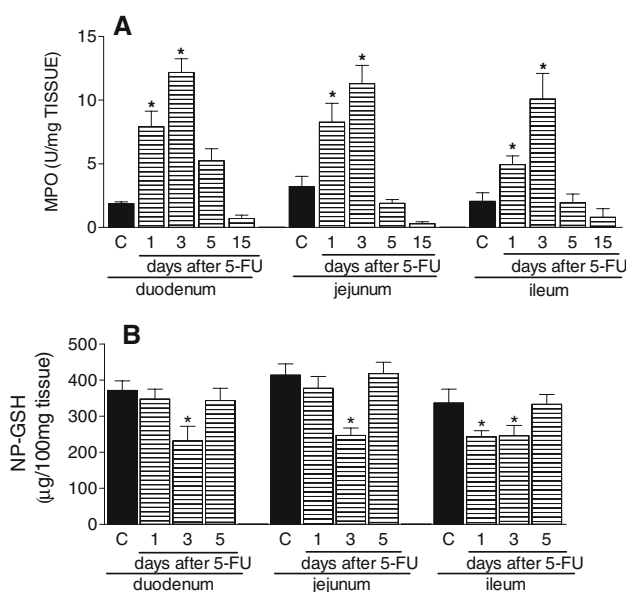 A
MPO (U/mg TISSUE)
15
10
5
0
* * * * * *
C 1 3 5 15 C 1 3 5 15 C 1 3 5 15
days after 5-FU days after 5-FU days after 5-FU
duodenum jejunum ileum
B
NP-GSH
(µg/100mg tissue)
500
400
300
200
100
0
* * * *
C 1 3 5 C 1 3 5 C 1 3 5
days after 5-FU days after 5-FU days after 5-FU
duodenum jejunum ileum